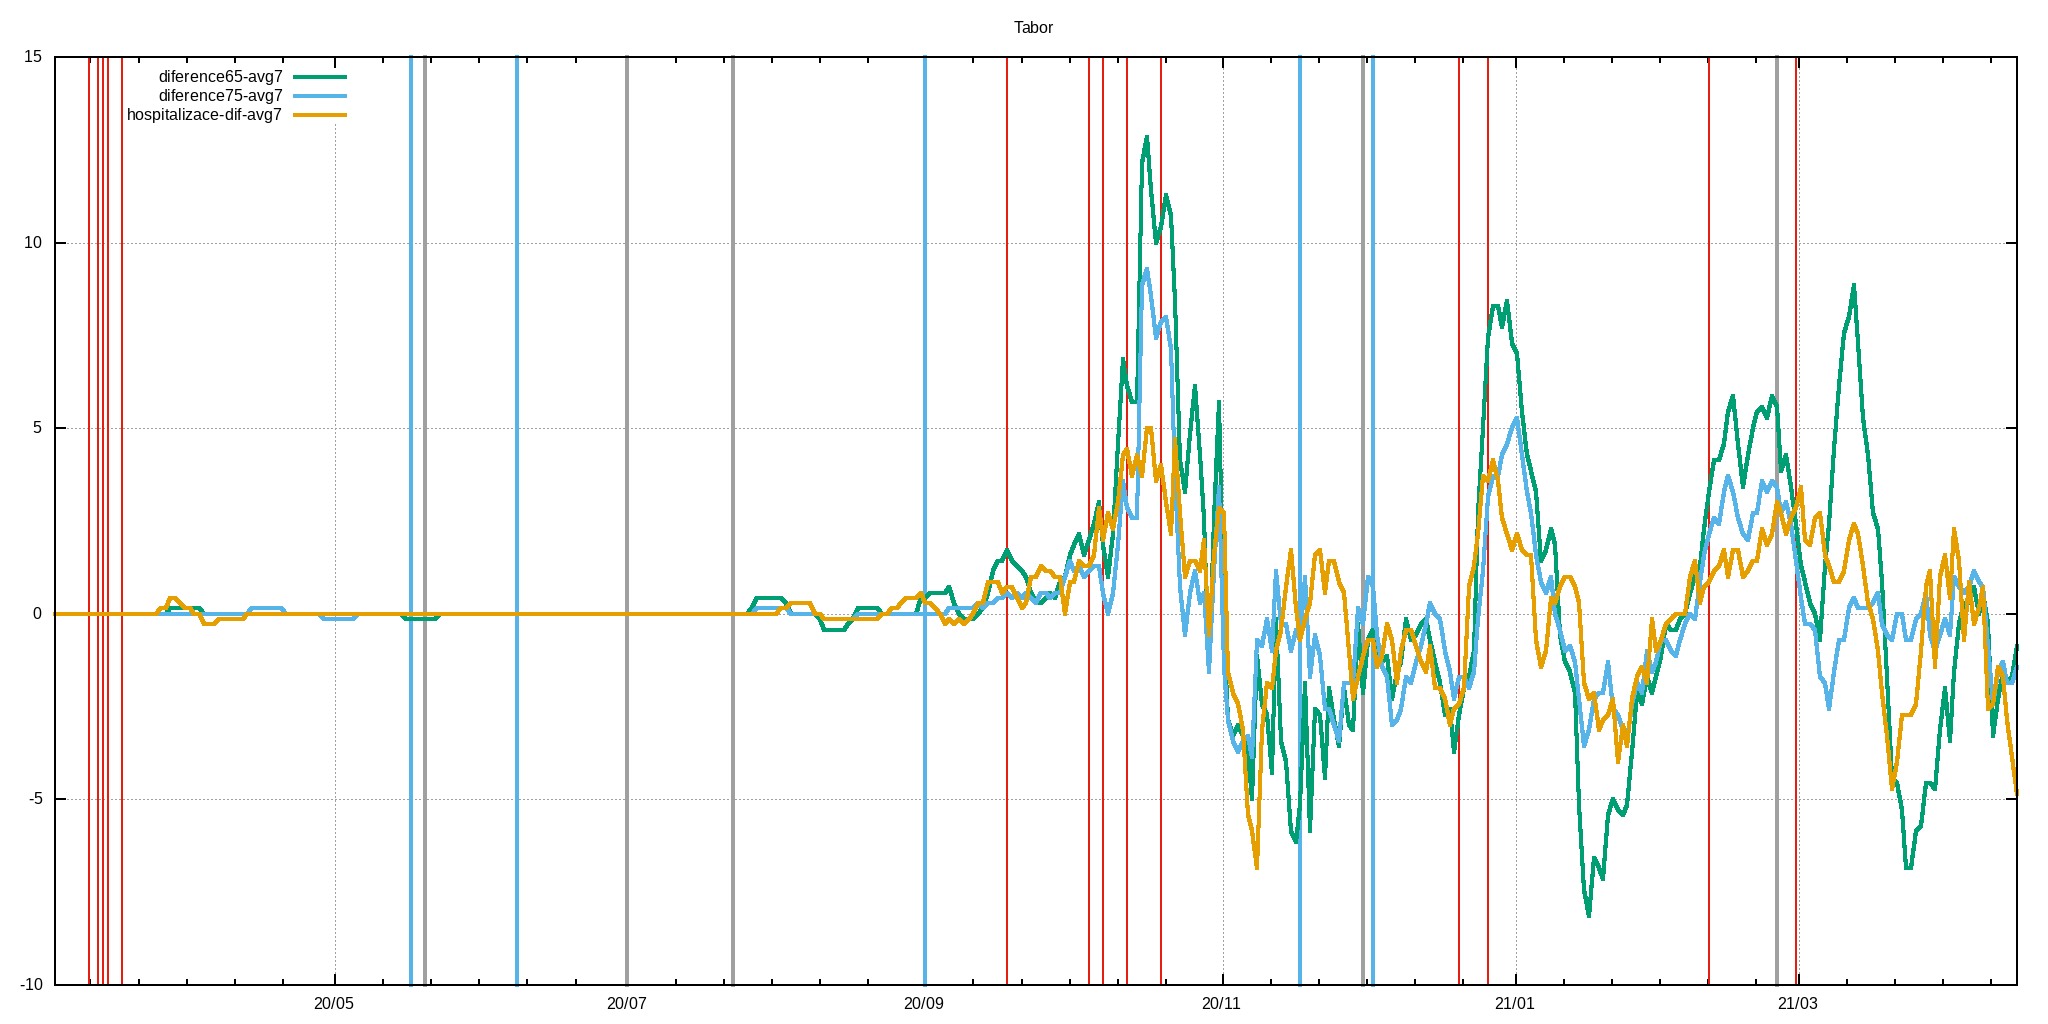 Tabor
15
diference65-avg7
diference75-avg7
hospitalizace-dif-avg7
10
5
0
-5
-10
20/05 20/07 20/09 20/11 21/01 21/03